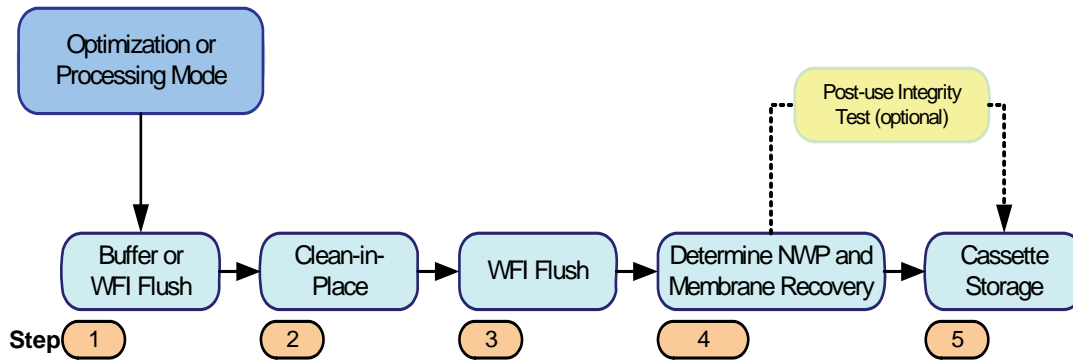 Optimization or
Processing Mode
Post-use Integrity
Test (optional)
Buffer or
WFI Flush
Clean-in-
Place
WFI Flush
Determine NWP and
Membrane Recovery
Cassette
Storage
Step 1 2 3 4 5